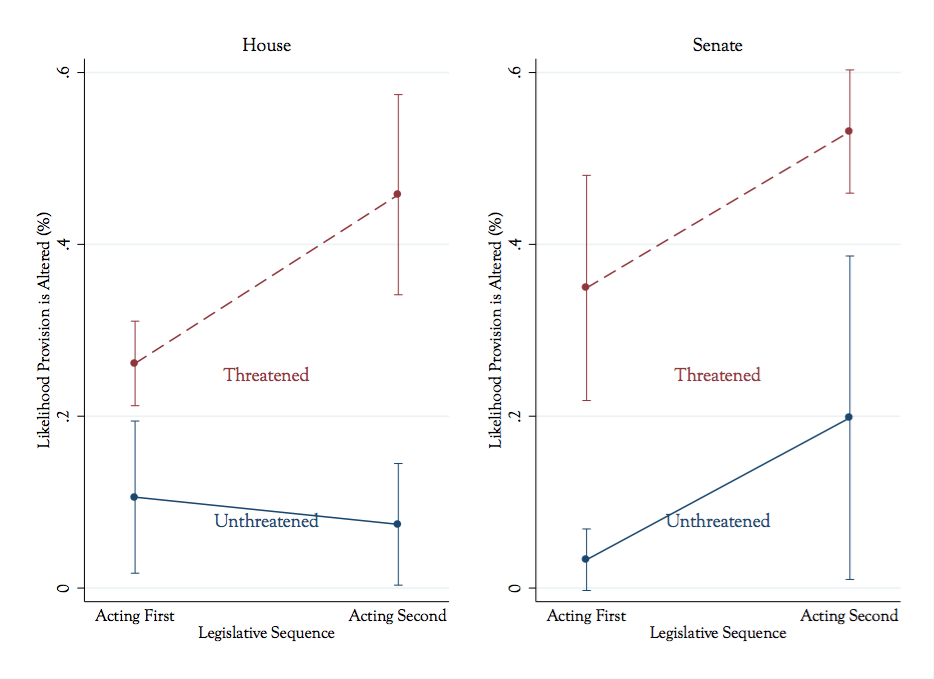 House
Likelihood Provision is Altered (%)
.6
.4
.2
0
Threatened
Unthreatened
Acting First
Acting Second
Legislative Sequence
Senate
Likelihood Provision is Altered (%)
.6
.4
.2
0
Threatened
Unthreatened
Acting First
Acting Second
Legislative Sequence